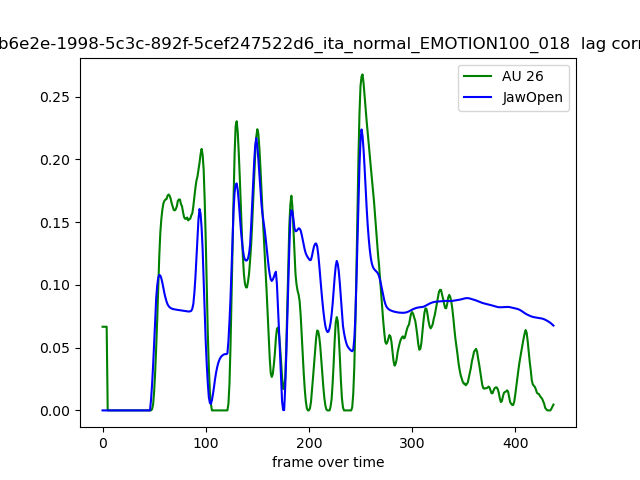 b6e2e-1998-5c3c-892f-5cef247522d6_ita_normal_EMOTION100_018 lag corr
AU 26
JawOpen
0.25
0.20
0.15
0.10
0.05
0.00
0 100 200 300 400
frame over time